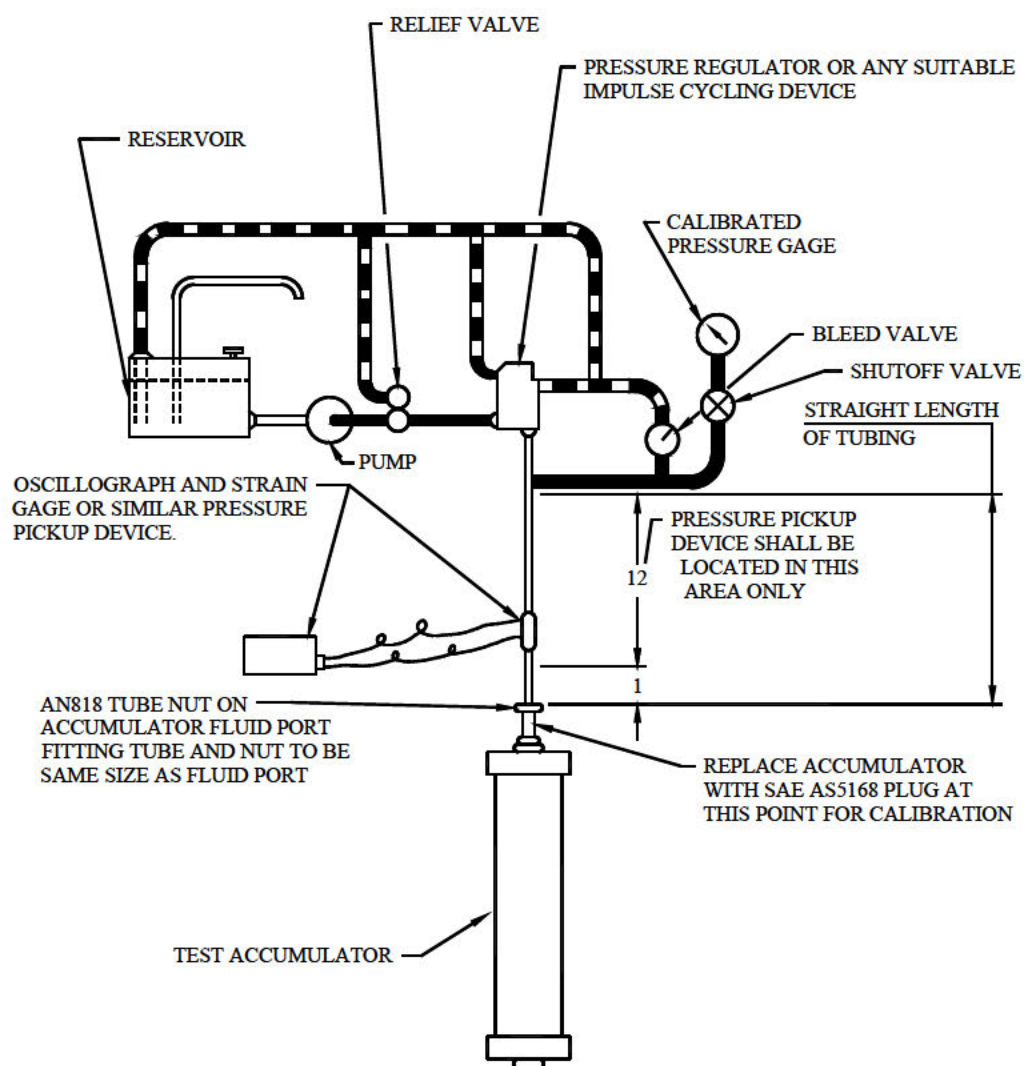 RELIEF VALVE
PRESSURE REGULATOR OR ANY SUITABLE
IMPULSE CYCLING DEVICE
RESERVOIR
CALIBRATED
PRESSURE GAGE
BLEED VALVE
SHUTOFF VALVE
STRAIGHT LENGTH
OF TUBING
PUMP
OSCILLOGRAPH AND STRAIN
GAGE OR SIMILAR PRESSURE
PICKUP DEVICE.
PRESSURE PICKUP
DEVICE SHALL BE
LOCATED IN THIS
AREA ONLY
12
1
AN818 TUBE NUT ON
ACCUMULATOR FLUID PORT
FITTING TUBE AND NUT TO BE
SAME SIZE AS FLUID PORT
REPLACE ACCUMULATOR
WITH SAE AS5168 PLUG AT
THIS POINT FOR CALIBRATION
TEST ACCUMULATOR